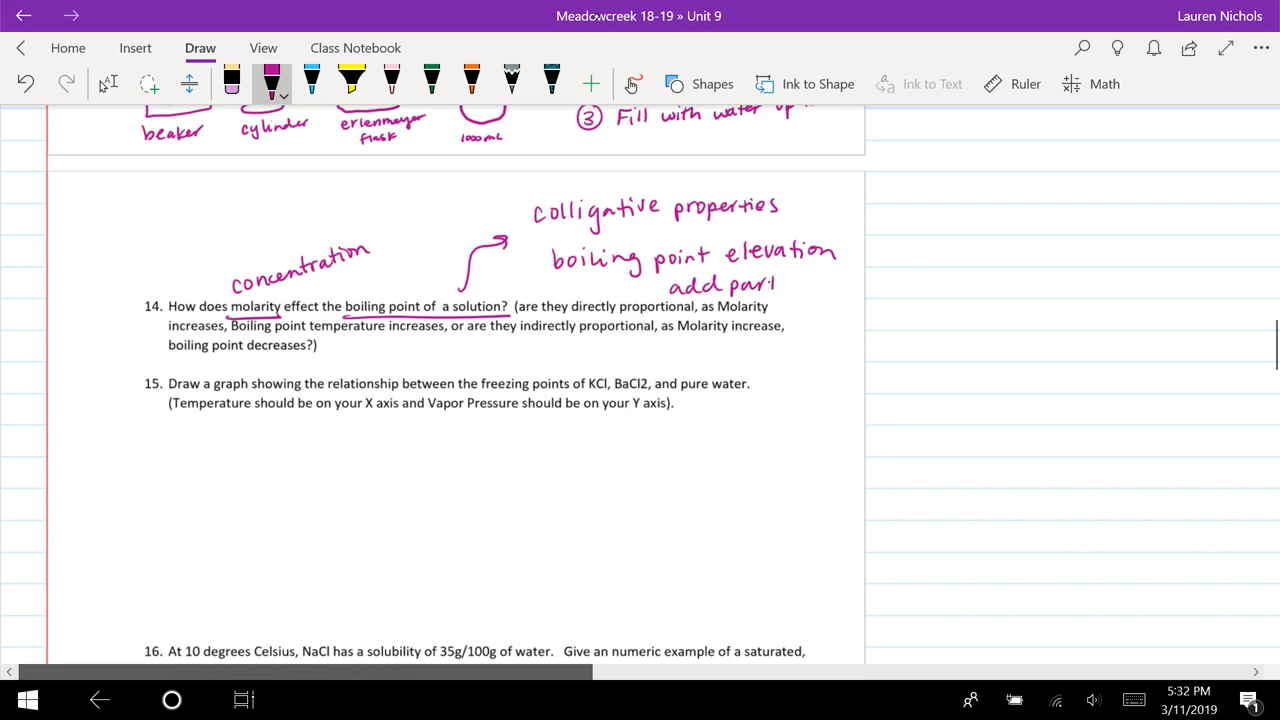 Meadowcreek 18-19 » Unit 9
Lauren Nichols
Home Insert Draw View Class Notebook
Shapes Ink to Shape Ink to Text Ruler Math
beaker cylinder erlenmeyer flask 1000 mL
③ Fill with water up
colligative properties
boiling point elevation
add part
concentration
14. How does molarity effect the boiling point of a solution? (are they directly proportional, as Molarity
increases, Boiling point temperature increases, or are they indirectly proportional, as Molarity increase,
boiling point decreases?)
15. Draw a graph showing the relationship between the freezing points of KCl, BaCl2, and pure water.
(Temperature should be on your X axis and Vapor Pressure should be on your Y axis).
16. At 10 degrees Celsius, NaCl has a solubility of 35g/100g of water. Give an numeric example of a saturated,
5:32 PM
3/11/2019
1